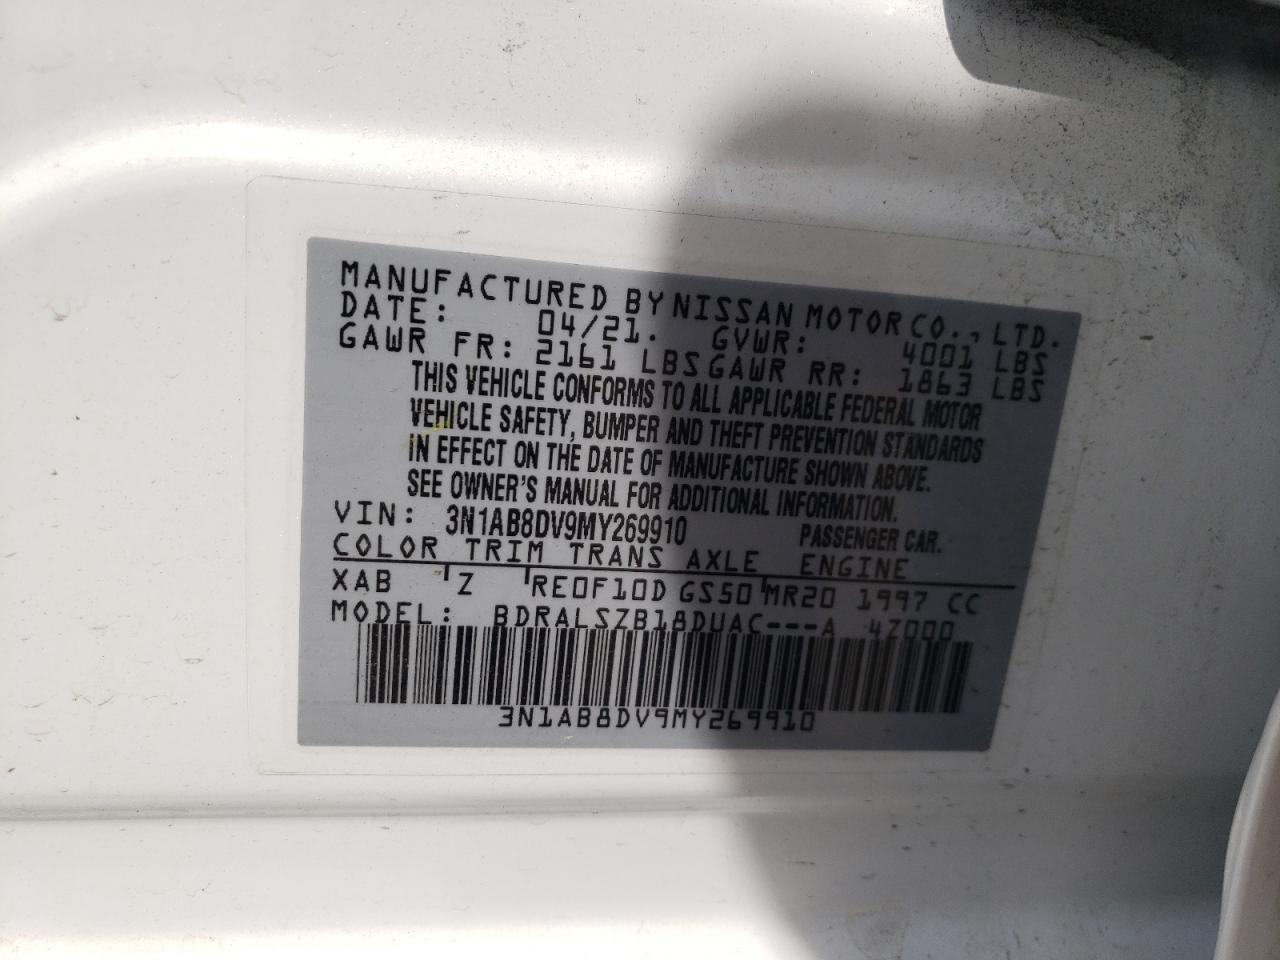 MANUFACTURED BY NISSAN MOTOR CO., LTD.
DATE: 04/21. GVWR: 4001 LBS
GAWR FR: 2161 LBS GAWR RR: 1863 LBS
THIS VEHICLE CONFORMS TO ALL APPLICABLE FEDERAL MOTOR
VEHICLE SAFETY, BUMPER AND THEFT PREVENTION STANDARDS
IN EFFECT ON THE DATE OF MANUFACTURE SHOWN ABOVE.
SEE OWNER'S MANUAL FOR ADDITIONAL INFORMATION.
VIN: 3N1AB8DV9MY269910 PASSENGER CAR.
COLOR TRIM TRANS AXLE ENGINE
XAB Z RE0F10D GS50 MR20 1997 CC
MODEL: BDRALSZB18DUAC---A 4Z000
3N1AB8DV9MY269910